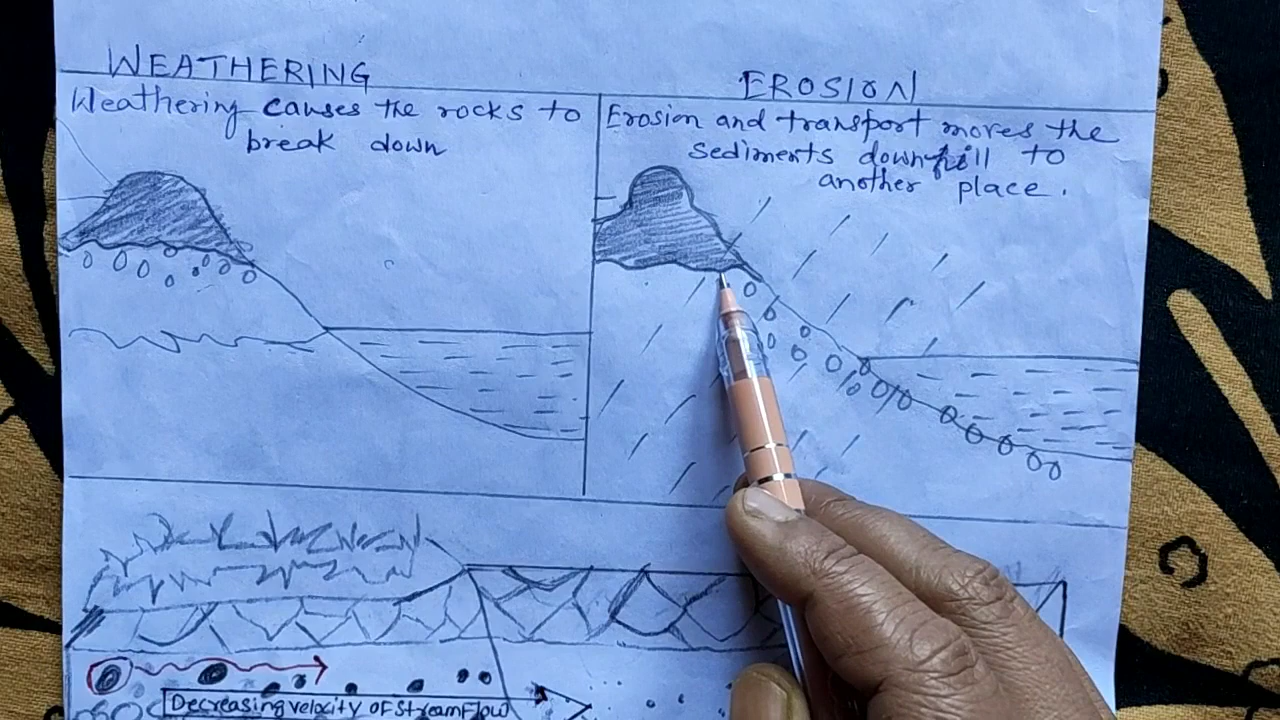 WEATHERING
Weathering causes the rocks to
break down
EROSION
Erosion and transport moves the
sediments downhill to
another place.
Decreasing velocity of Stream Flow